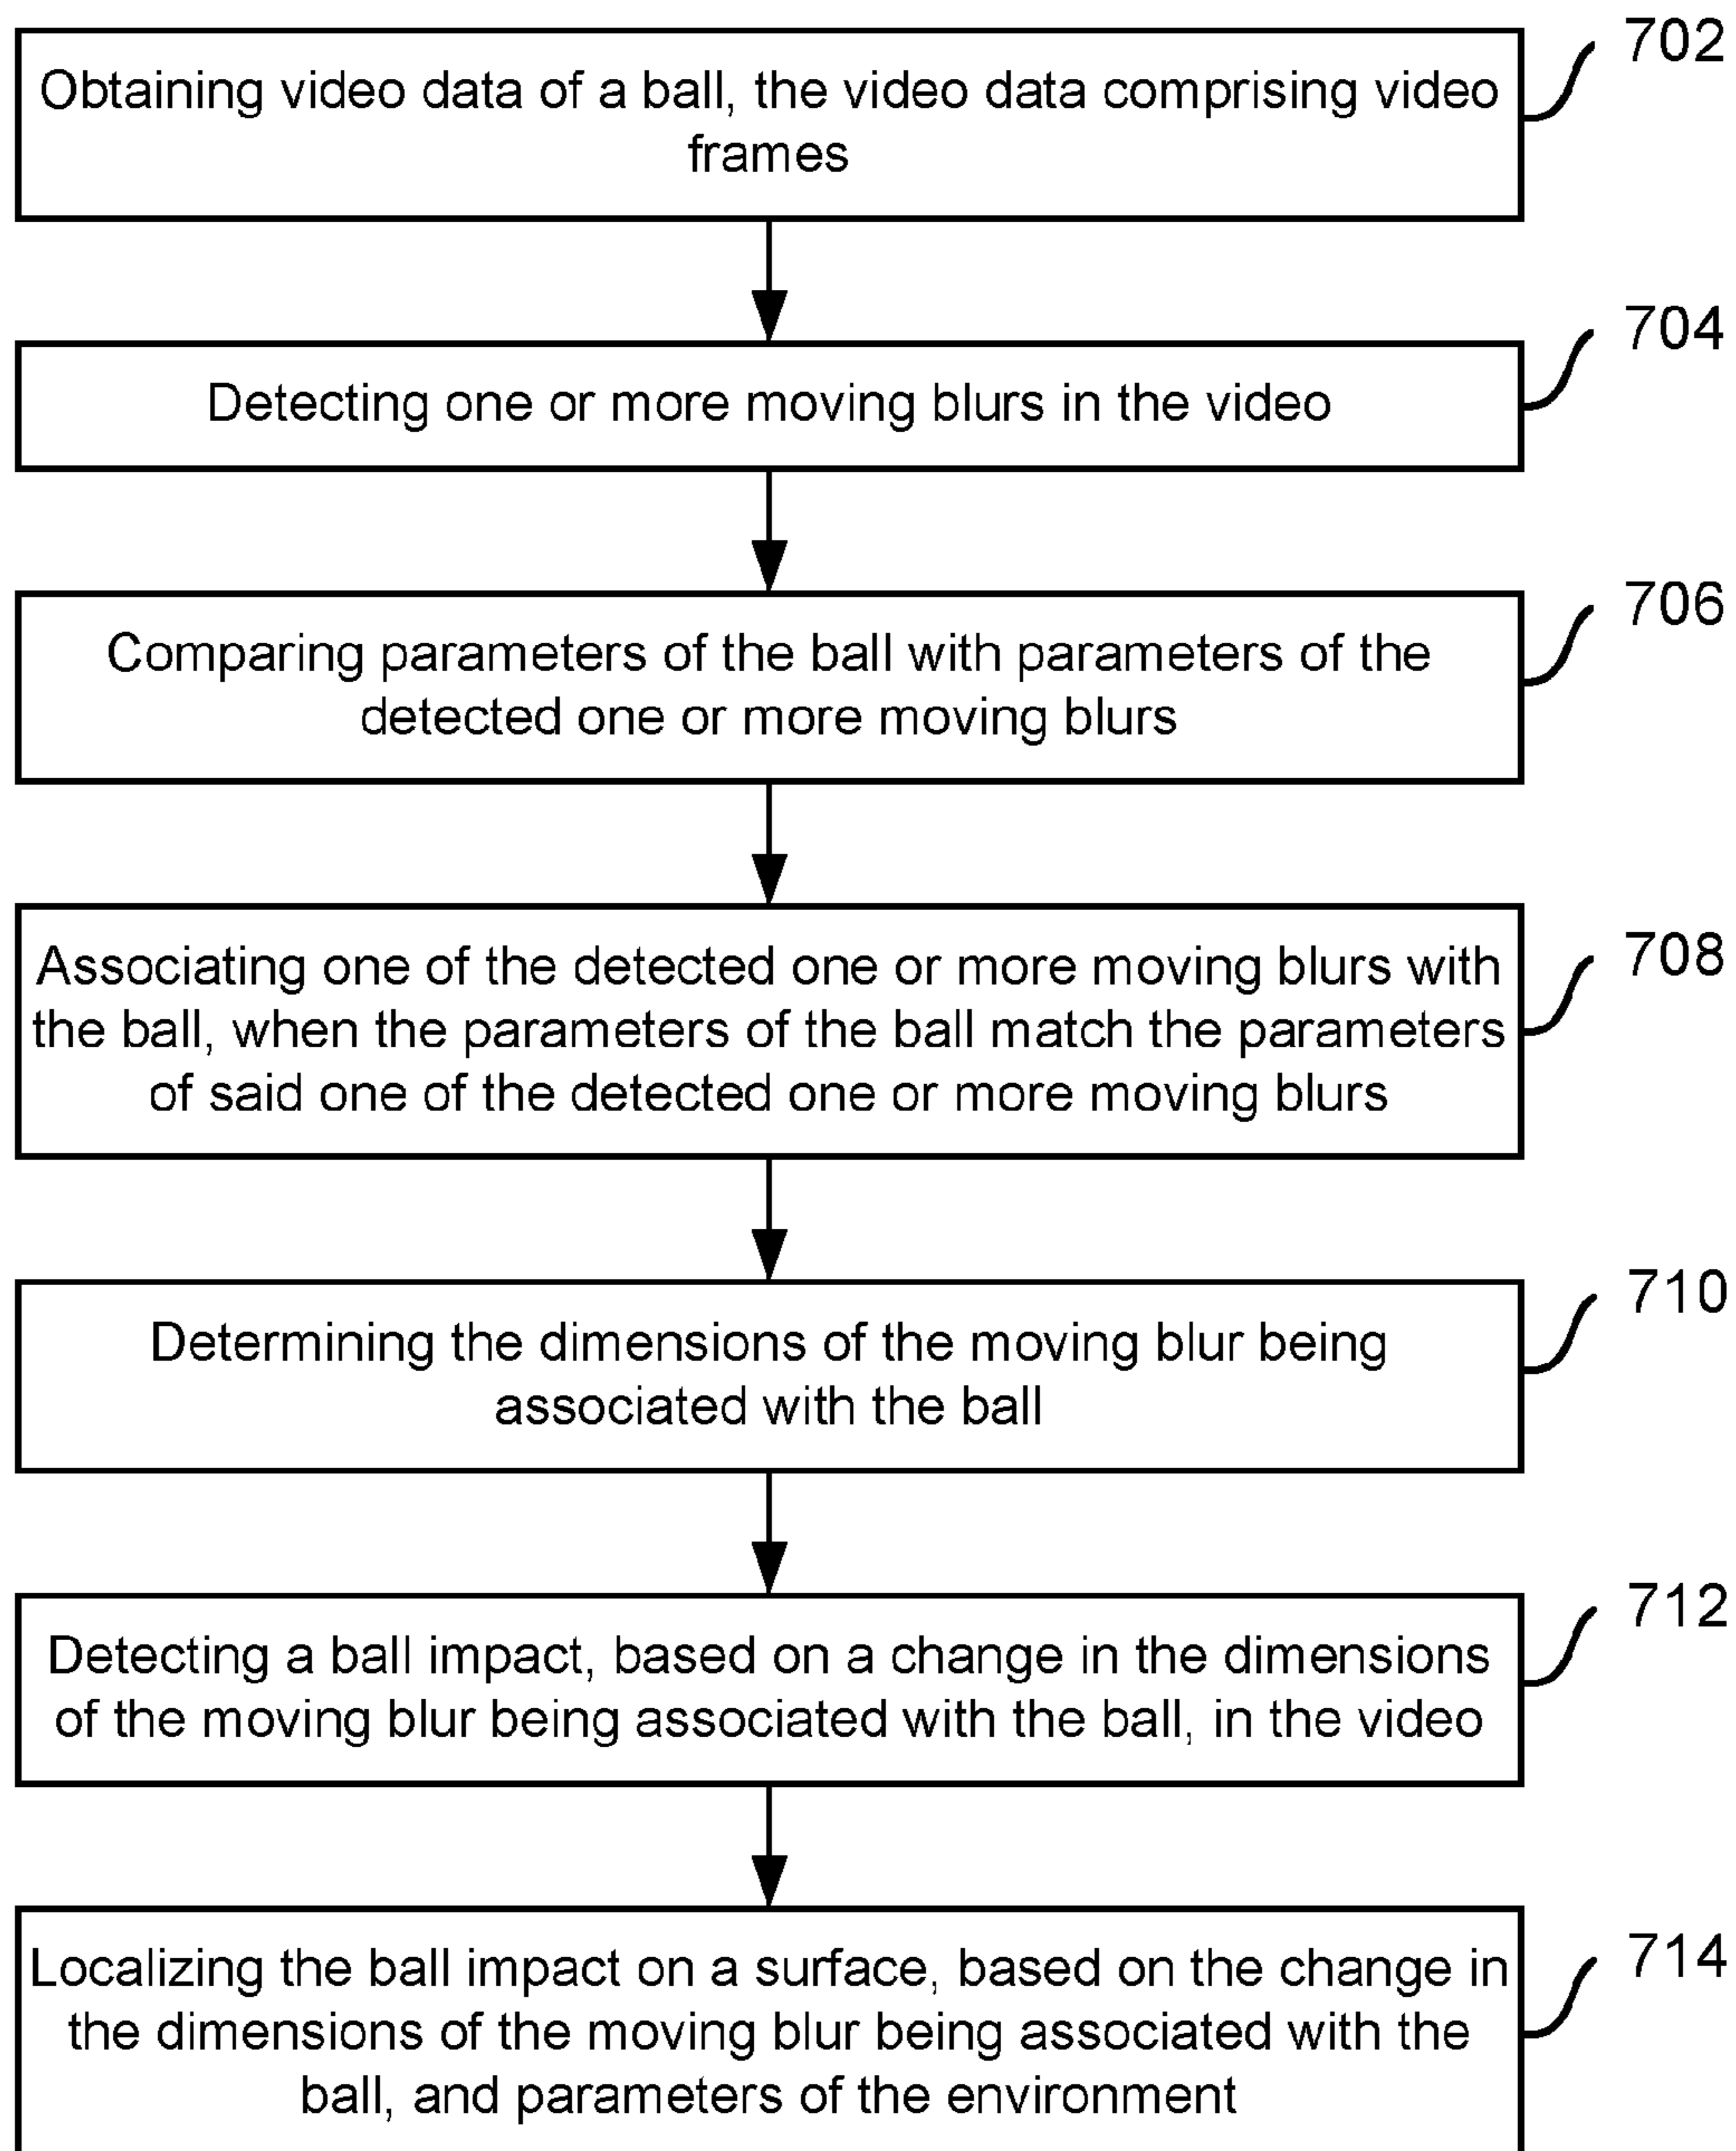 702
Obtaining video data of a ball, the video data comprising video
frames
704
Detecting one or more moving blurs in the video
706
Comparing parameters of the ball with parameters of the
detected one or more moving blurs
708
Associating one of the detected one or more moving blurs with
the ball, when the parameters of the ball match the parameters
of said one of the detected one or more moving blurs
710
Determining the dimensions of the moving blur being
associated with the ball
712
Detecting a ball impact, based on a change in the dimensions
of the moving blur being associated with the ball, in the video
714
Localizing the ball impact on a surface, based on the change in
the dimensions of the moving blur being associated with the
ball, and parameters of the environment